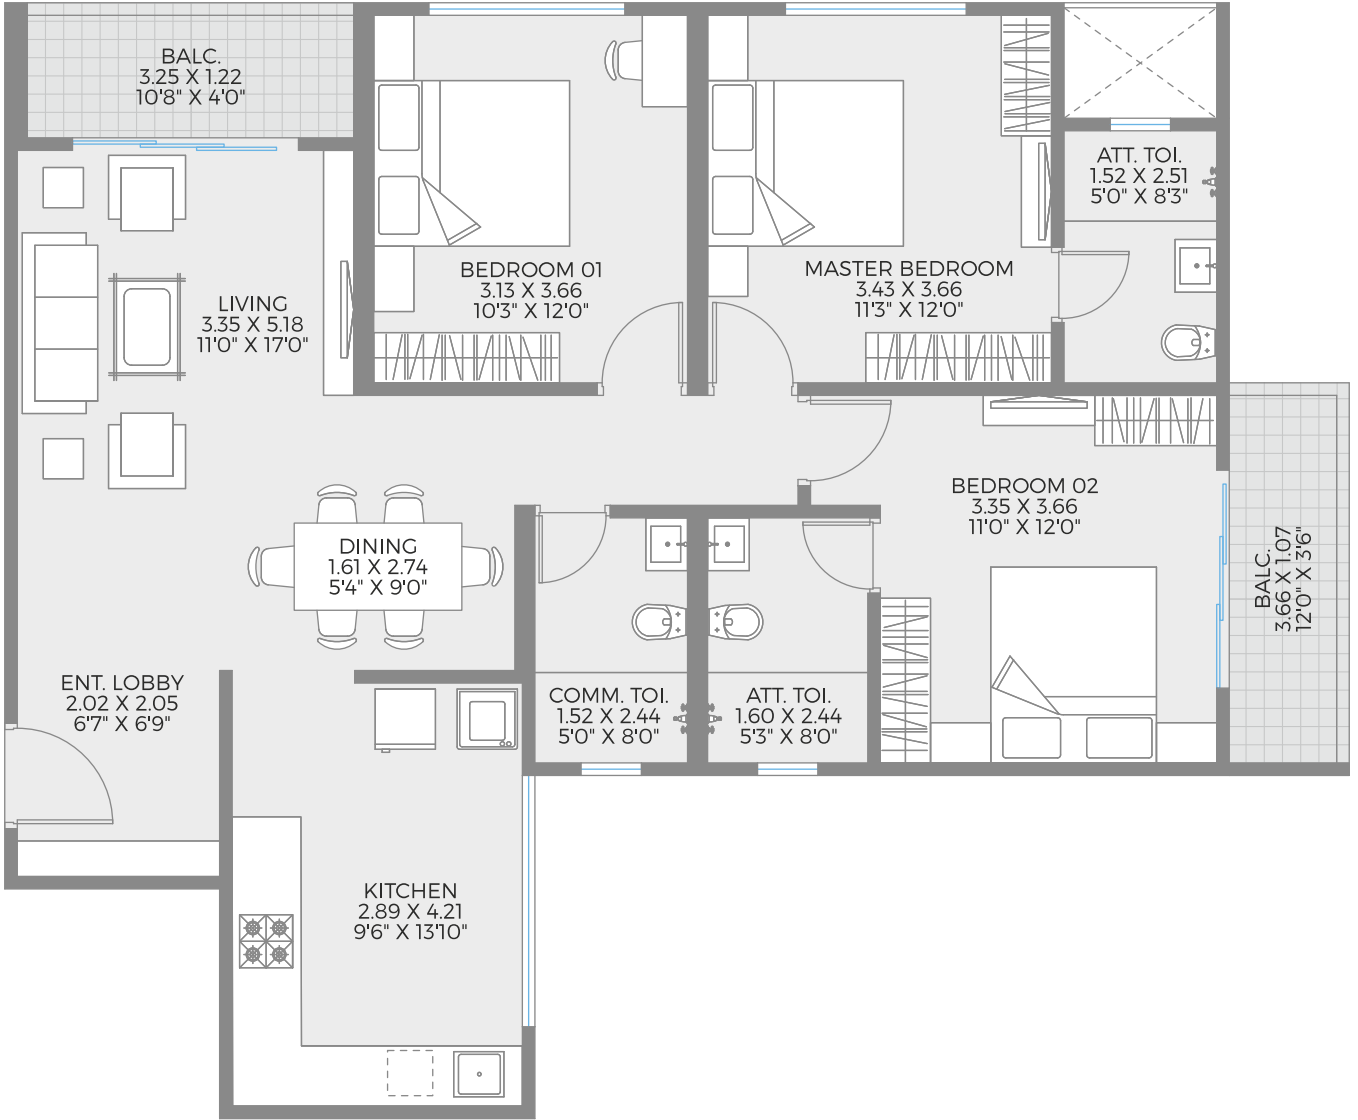 BALC.
3.25 X 1.22
10'8" X 4'0"
ATT. TOI.
1.52 X 2.51
5'0" X 8'3"
BEDROOM 01
3.13 X 3.66
10'3" X 12'0"
MASTER BEDROOM
3.43 X 3.66
11'3" X 12'0"
LIVING
3.35 X 5.18
11'0" X 17'0"
BEDROOM 02
3.35 X 3.66
11'0" X 12'0"
BALC.
3.66 X 1.07
12'0" X 3'6"
DINING
1.61 X 2.74
5'4" X 9'0"
ENT. LOBBY
2.02 X 2.05
6'7" X 6'9"
COMM. TOI.
1.52 X 2.44
5'0" X 8'0"
ATT. TOI.
1.60 X 2.44
5'3" X 8'0"
KITCHEN
2.89 X 4.21
9'6" X 13'10"